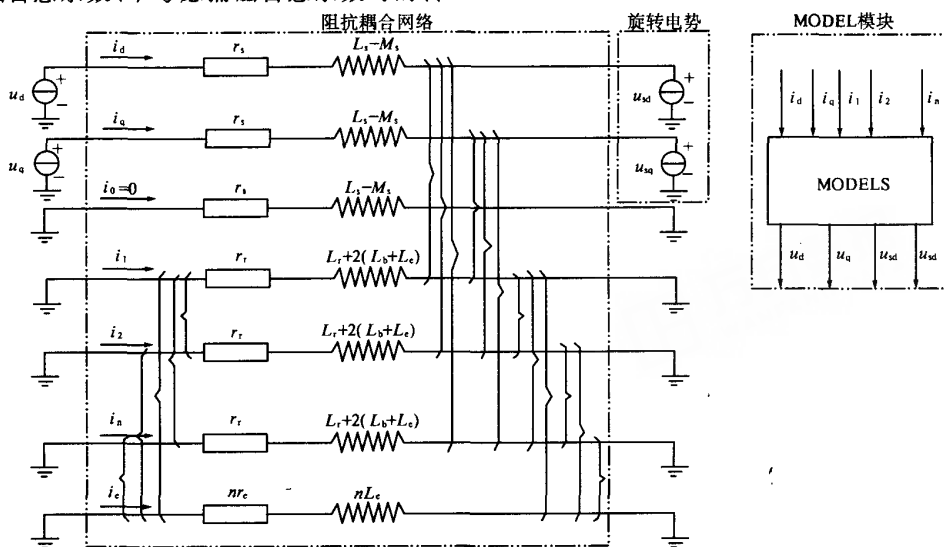 阻抗耦合网络
旋转电势
MODEL模块
i_d r_s L_s-M_s
u_d + - u_sd + -
i_q r_s L_s-M_s
u_q + - u_sq + -
i_0=0 r_s L_s-M_s
i_1 r_r L_r+2(L_b+L_e)
i_2 r_r L_r+2(L_b+L_e)
i_n r_r L_r+2(L_b+L_e)
i_e nr_e nL_e
i_d i_q i_1 i_2 i_n
MODELS
u_d u_q u_sd u_sd